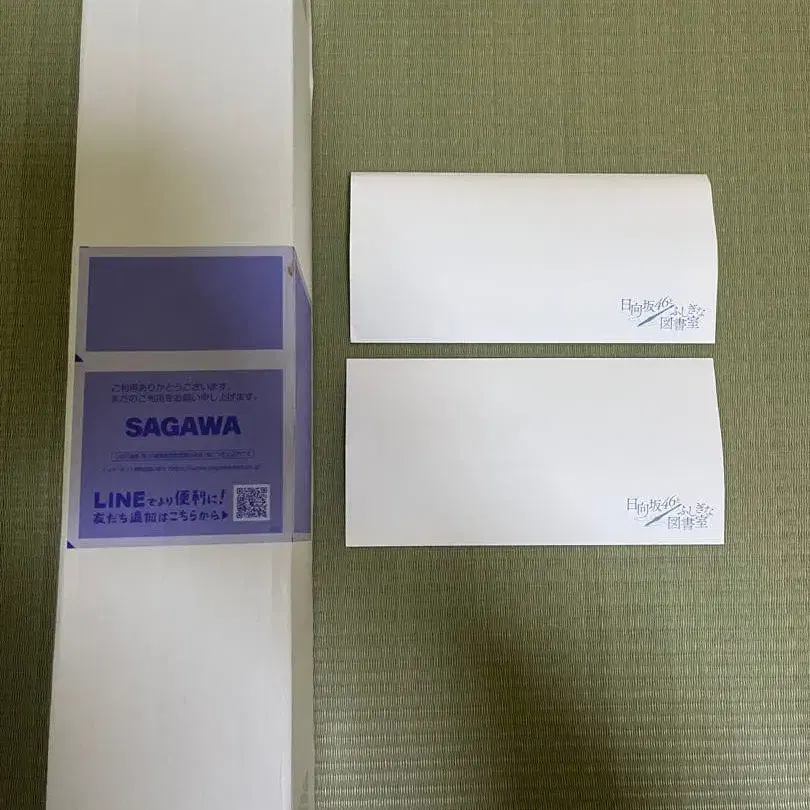 ご利用ありがとうございます。
またのご利用をお願い申し上げます。
SAGAWA
LINEでより便利に!
友だち追加はこちらから▶
日向坂46と
ふしぎな
図書室
日向坂46と
ふしぎな
図書室